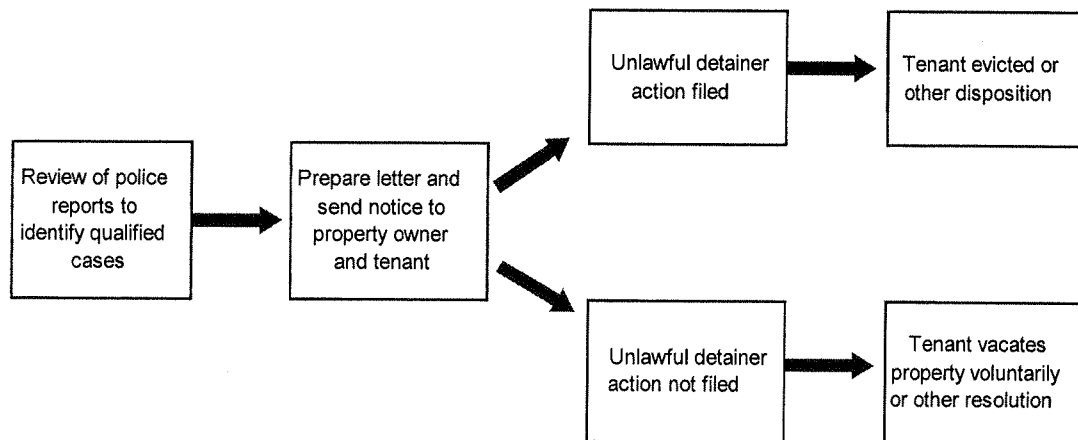 Review of police
reports to
identify qualified
cases
Prepare letter and
send notice to
property owner
and tenant
Unlawful detainer
action filed
Tenant evicted or
other disposition
Unlawful detainer
action not filed
Tenant vacates
property voluntarily
or other resolution